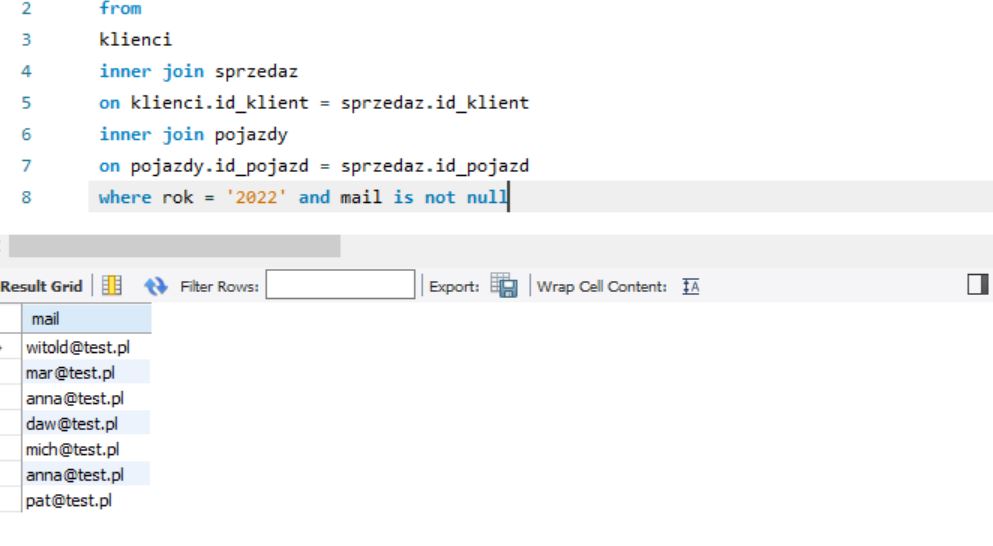 2 from
3 klienci
4 inner join sprzedaz
5 on klienci.id_klient = sprzedaz.id_klient
6 inner join pojazdy
7 on pojazdy.id_pojazd = sprzedaz.id_pojazd
8 where rok = '2022' and mail is not null
Result Grid Filter Rows: Export: Wrap Cell Content: IA
mail
witold@test.pl
mar@test.pl
anna@test.pl
daw@test.pl
mich@test.pl
anna@test.pl
pat@test.pl